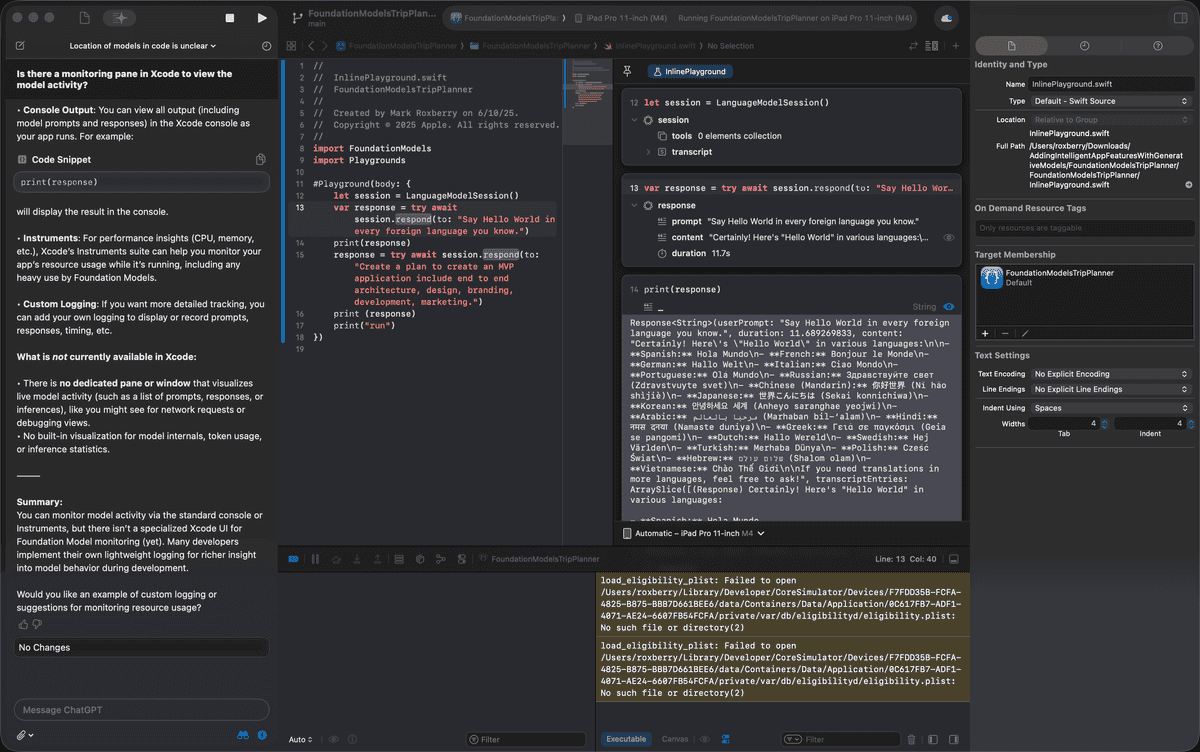 FoundationModelsTripPlan...
main
FoundationModelsTripPla:
iPad Pro 11-inch (M4)
Running FoundationModelsTripPlanner on iPad Pro 11-inch (M4)
Location of models in code is unclear
Is there a monitoring pane in Xcode to view the
model activity?
• Console Output: You can view all output (including
model prompts and responses) in the Xcode console as
your app runs. For example:
Code Snippet
print(response)
will display the result in the console.
• Instruments: For performance insights (CPU, memory,
etc.), Xcode's Instruments suite can help you monitor your
app's resource usage while it's running, including any
heavy use by Foundation Models.
• Custom Logging: If you want more detailed tracking, you
can add your own logging to display or record prompts,
responses, timing, etc.
What is not currently available in Xcode:
• There is no dedicated pane or window that visualizes
live model activity (such as a list of prompts, responses, or
inferences), like you might see for network requests or
debugging views.
• No built-in visualization for model internals, token usage,
or inference statistics.
Summary:
You can monitor model activity via the standard console or
Instruments, but there isn't a specialized Xcode UI for
Foundation Model monitoring (yet). Many developers
implement their own lightweight logging for richer insight
into model behavior during development.
Would you like an example of custom logging or
suggestions for monitoring resource usage?
No Changes
Message ChatGPT
FoundationModelsTripPlanner
FoundationModelsTripPlanner
InlinePlayground.swift
No Selection
1 //
2 // InlinePlayground.swift
3 // FoundationModelsTripPlanner
4 //
5 // Created by Mark Roxberry on 6/10/25.
6 // Copyright © 2025 Apple. All rights reserved.
7 //
8 import FoundationModels
9 import Playgrounds
10
11 #Playground(body: {
12 let session = LanguageModelSession()
13 var response = try await
session.respond(to: "Say Hello World in
every foreign language you know.")
14 print(response)
15 response = try await session.respond(to:
"Create a plan to create an MVP
application include end to end
architecture, design, branding,
development, marketing.")
16 print (response)
17 print("run")
18 })
19
InlinePlayground
12 let session = LanguageModelSession()
session
tools 0 elements collection
transcript
13 var response = try await session.respond(to: "Say Hello Wor...
response
prompt "Say Hello World in every foreign language you know."
content "Certainly! Here's "Hello World" in various languages:\...
duration 11.7s
14 print(response)
String
Response<String>(userPrompt: "Say Hello World in every foreign
language you know.", duration: 11.689269833, content:
"Certainly! Here\'s \"Hello World\" in various languages:\n\n-
**Spanish:** Hola Mundo\n- **French:** Bonjour le Monde\n-
**German:** Hallo Welt\n- **Italian:** Ciao Mondo\n-
**Portuguese:** Ola Mundo\n- **Russian:** Здравствуйте свет
(Zdravstvuyte svet)\n- **Chinese (Mandarin):** 你好世界 (Nǐ hǎo
shìjiè)\n- **Japanese:** 世界こんにちは (Sekai konnichiwa)\n-
**Korean:** 안녕하세요 세계 (Anheyo saranghae yeojwi)\n-
**Arabic:** مرحبا بالعالم (Marhaban bil-'alam)\n- **Hindi:**
नमस्त दनया (Namaste duniya)\n- **Greek:** Γειά σε παγκόσμι (Geia
se pangomi)\n- **Dutch:** Hallo Wereld\n- **Swedish:** Hej
Världen\n- **Turkish:** Merhaba Dünya\n- **Polish:** Cześć
Świat\n- **Hebrew:** שלום עולם (Shalom olam)\n-
**Vietnamese:** Chào Thế Giới\n\nIf you need translations in
more languages, feel free to ask!", transcriptEntries:
ArraySlice([(Response) Certainly! Here's "Hello World" in
various languages:
- **Spanish:** Hola Mundo
Automatic – iPad Pro 11-inch M4
FoundationModelsTripPlanner
Line: 13 Col: 40
load_eligibility_plist: Failed to open
/Users/roxberry/Library/Developer/CoreSimulator/Devices/F7FDD35B-FCFA-
4825-B875-BBB7D661BEE6/data/Containers/Data/Application/0C617FB7-ADF1-
4071-AE24-6607FB54FCFA/private/var/db/eligibilityd/eligibility.plist:
No such file or directory(2)
load_eligibility_plist: Failed to open
/Users/roxberry/Library/Developer/CoreSimulator/Devices/F7FDD35B-FCFA-
4825-B875-BBB7D661BEE6/data/Containers/Data/Application/0C617FB7-ADF1-
4071-AE24-6607FB54FCFA/private/var/db/eligibilityd/eligibility.plist:
No such file or directory(2)
Auto
Filter
Executable
Canvas
Filter
Identity and Type
Name InlinePlayground.swift
Type Default - Swift Source
Location Relative to Group
InlinePlayground.swift
Full Path /Users/roxberry/Downloads/
AddingIntelligentAppFeaturesWithGenerat
iveModels/FoundationModelsTripPlanner/
FoundationModelsTripPlanner/
InlinePlayground.swift
On Demand Resource Tags
Only resources are taggable
Target Membership
FoundationModelsTripPlanner
Default
Text Settings
Text Encoding No Explicit Encoding
Line Endings No Explicit Line Endings
Indent Using Spaces
Widths 4 4
Tab Indent